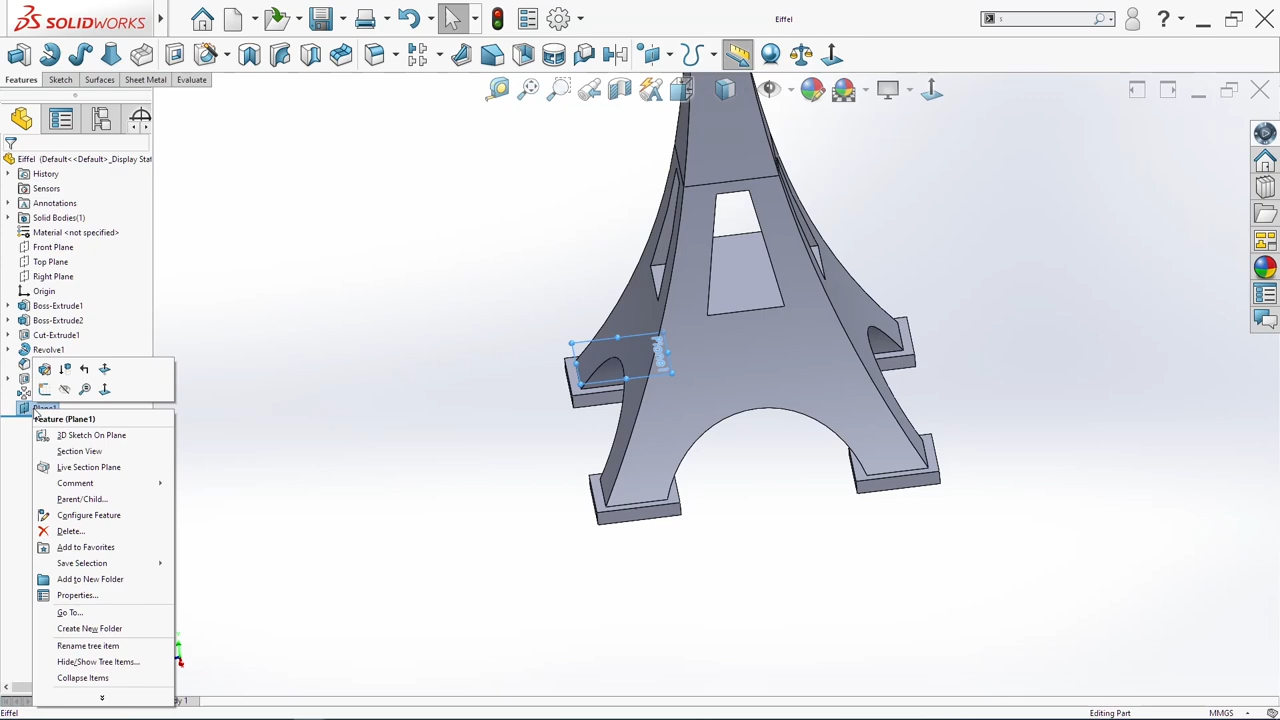 SOLIDWORKS
Eiffel
s
Features
Sketch
Surfaces
Sheet Metal
Evaluate
Eiffel (Default<<Default>_Display Stat
History
Sensors
Annotations
Solid Bodies(1)
Material <not specified>
Front Plane
Top Plane
Right Plane
Origin
Boss-Extrude1
Boss-Extrude2
Cut-Extrude1
Revolve1
Plane1
Plane1
Feature (Plane1)
3D Sketch On Plane
Section View
Live Section Plane
Comment
Parent/Child...
Configure Feature
Delete...
Add to Favorites
Save Selection
Add to New Folder
Properties...
Go To...
Create New Folder
Rename tree item
Hide/Show Tree Items...
Collapse Items
Eiffel
Editing Part
MMGS